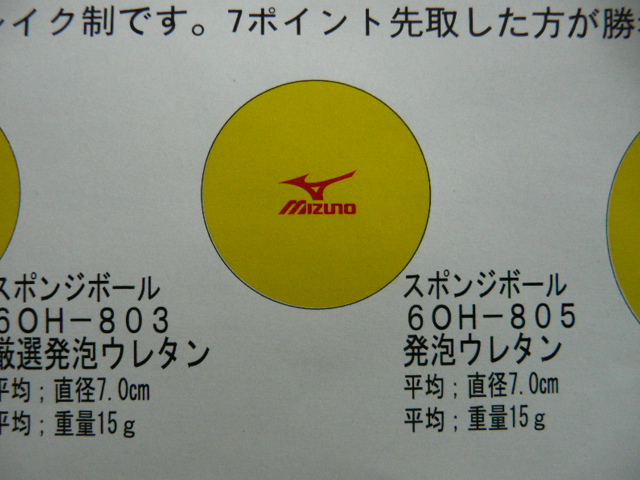 レイク制です。7ポイント先取した方が勝
MIZUNO
スポンジボール
6OH－803
厳選発泡ウレタン
平均；直径7.0cm
平均；重量15g
スポンジボール
6OH－805
発泡ウレタン
平均；直径7.0cm
平均；重量15g